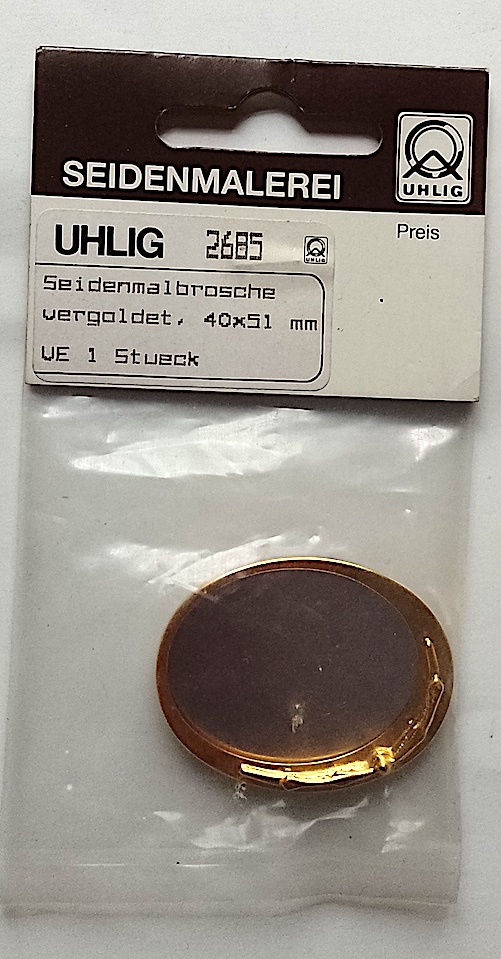 SEIDENMALEREI
UHLIG
Preis
UHLIG 2685 UHLIG
Seidenmalbrosche
vergoldet, 40x51 mm
VE 1 Stueck